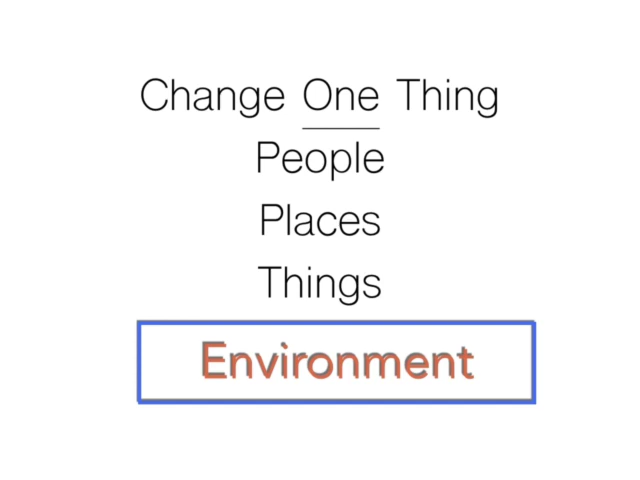 Change One Thing
People
Places
Things
Environment